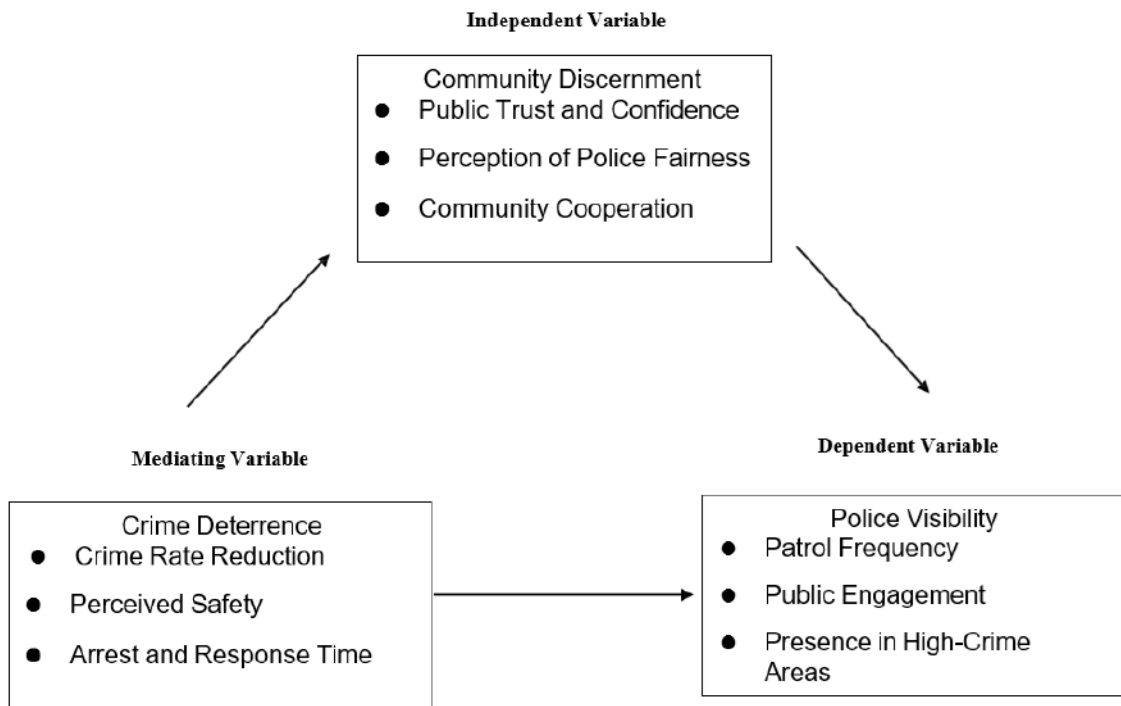 Independent Variable
Community Discernment
● Public Trust and Confidence
● Perception of Police Fairness
● Community Cooperation
Mediating Variable
Crime Deterrence
● Crime Rate Reduction
● Perceived Safety
● Arrest and Response Time
Dependent Variable
Police Visibility
● Patrol Frequency
● Public Engagement
● Presence in High-Crime
Areas